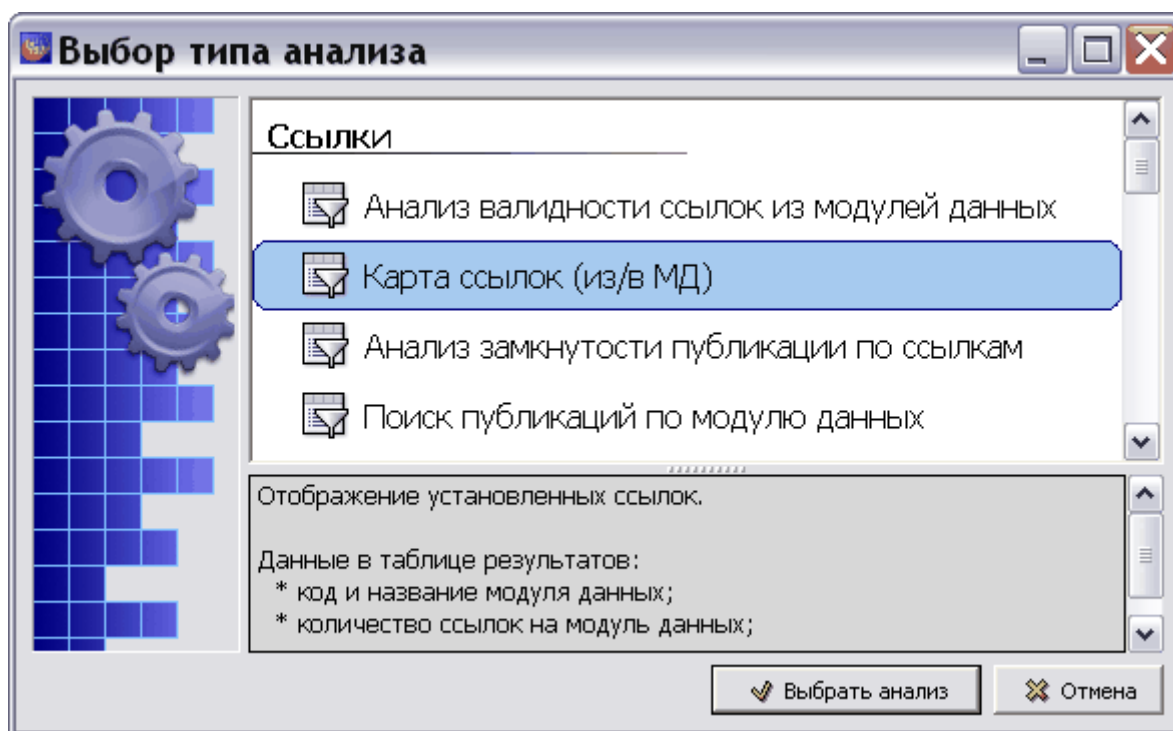 Выбор типа анализа
Ссылки
Анализ валидности ссылок из модулей данных
Карта ссылок (из/в МД)
Анализ замкнутости публикации по ссылкам
Поиск публикаций по модулю данных
Отображение установленных ссылок.
Данные в таблице результатов:
* код и название модуля данных;
* количество ссылок на модуль данных;
Выбрать анализ
Отмена